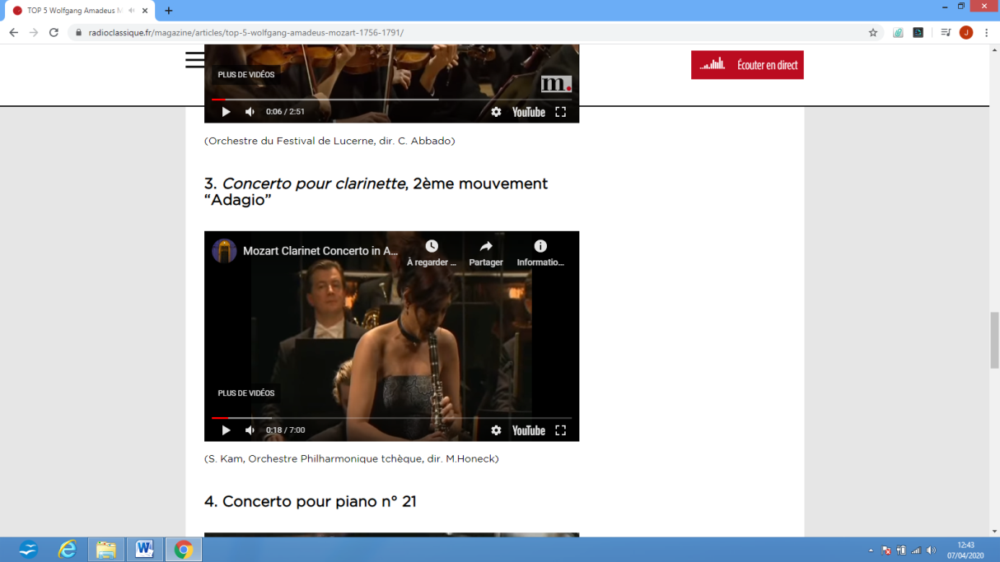 TOP 5 Wolfgang Amadeus M
radioclassique.fr/magazine/articles/top-5-wolfgang-amadeus-mozart-1756-1791/
J
PLUS DE VIDÉOS
m.
0:06 / 2:51
YouTube
Écouter en direct
(Orchestre du Festival de Lucerne, dir. C. Abbado)
3. Concerto pour clarinette, 2ème mouvement
“Adagio”
Mozart Clarinet Concerto in A...
À regarder ...
Partager
Informatio...
PLUS DE VIDÉOS
0:18 / 7:00
YouTube
(S. Kam, Orchestre Philharmonique tchèque, dir. M.Honeck)
4. Concerto pour piano n° 21
W
12:43
07/04/2020